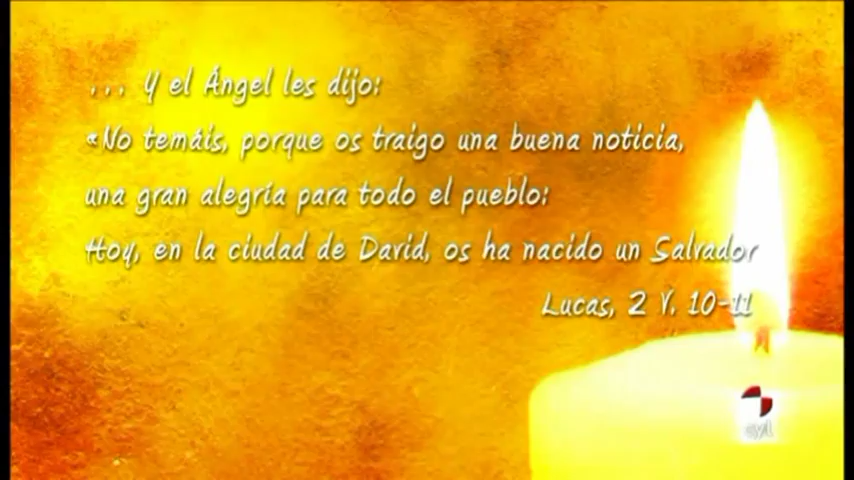 ... Y el Ángel les dijo:
«No temáis, porque os traigo una buena noticia,
una gran alegría para todo el pueblo:
Hoy, en la ciudad de David, os ha nacido un Salvador
Lucas, 2 V. 10-11
cyl